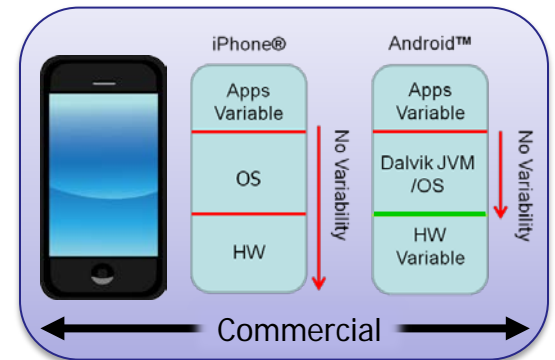 iPhone®
Apps
Variable
OS
HW
No Variability
Android™
Apps
Variable
Dalvik JVM
/OS
HW
Variable
No Variability
Commercial